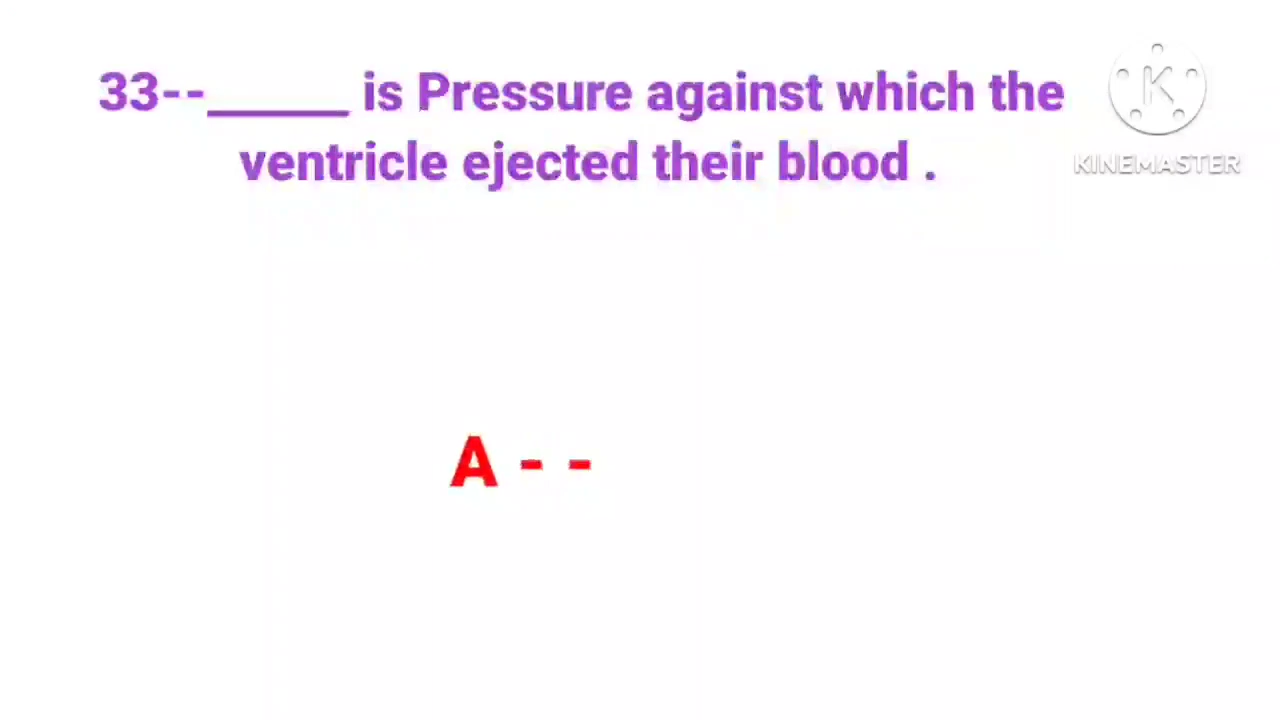 33--_____ is Pressure against which the
ventricle ejected their blood .
K
KINEMASTER
A - -